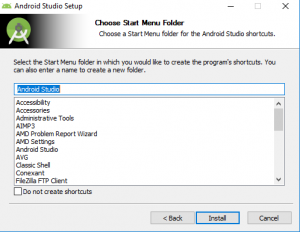 Android Studio Setup
Choose Start Menu Folder
Choose a Start Menu folder for the Android Studio shortcuts.
Select the Start Menu folder in which you would like to create the program's shortcuts. You
can also enter a name to create a new folder.
Android Studio
Accessibility
Accessories
Administrative Tools
AIMP3
AMD Problem Report Wizard
AMD Settings
Android Studio
AVG
Classic Shell
Conexant
FileZilla FTP Client
Do not create shortcuts
< Back
Install
Cancel